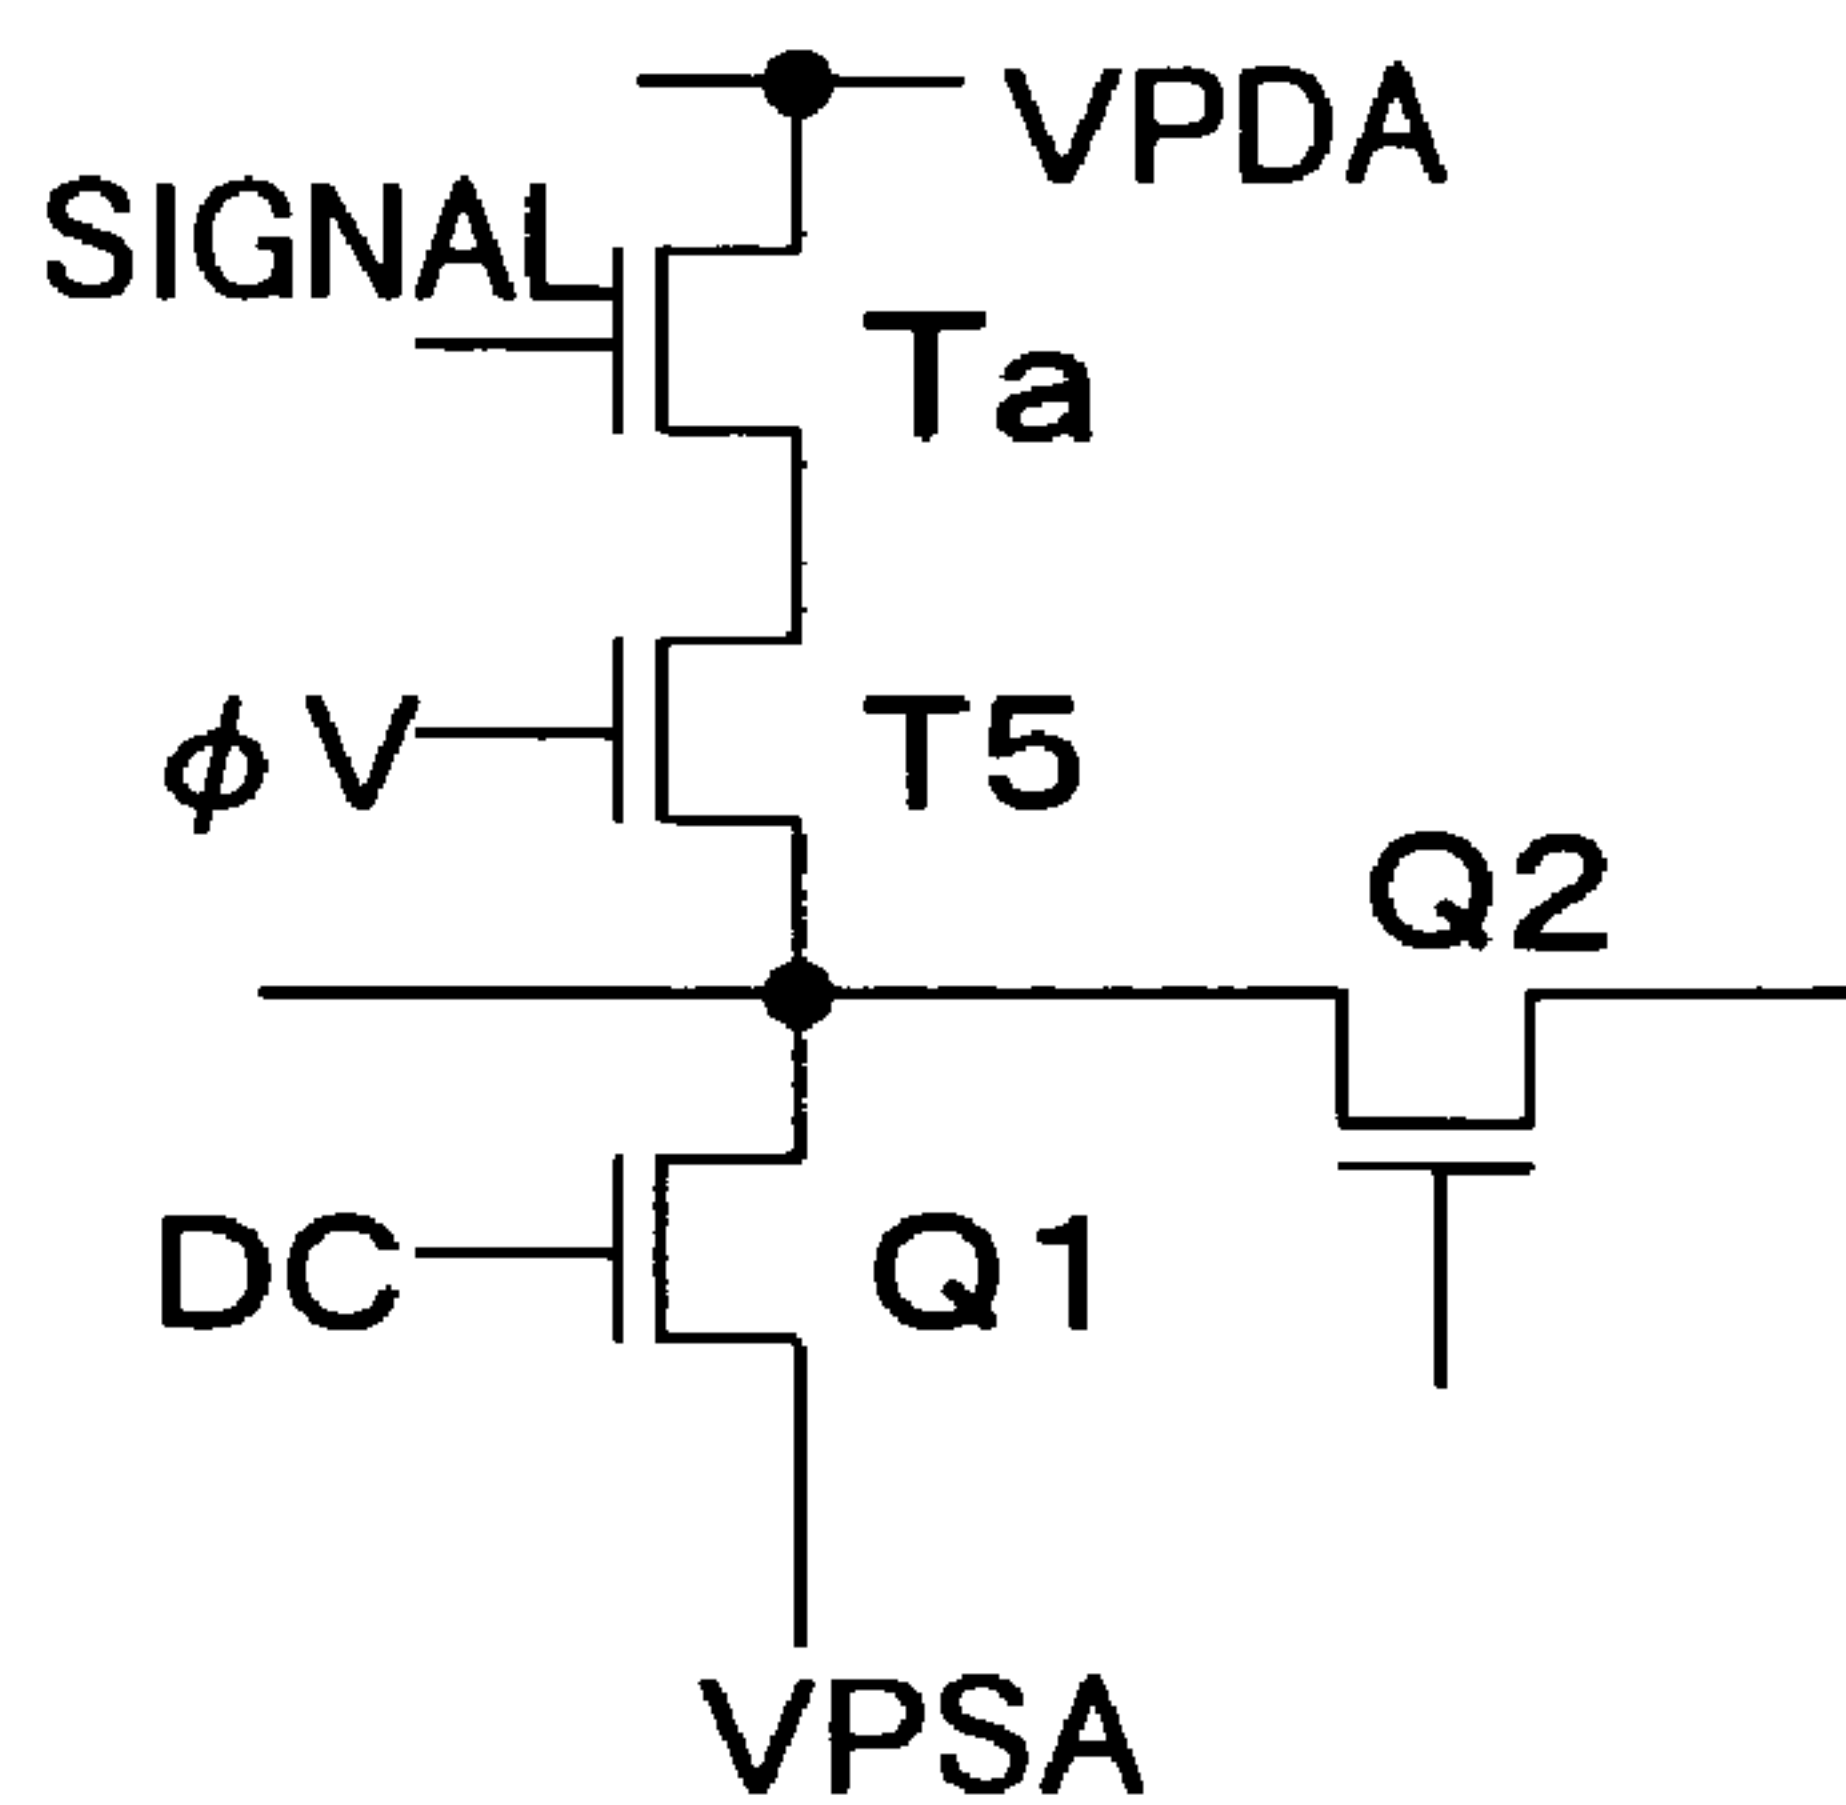 VPDA
SIGNAL
Ta
φV
T5
Q2
DC
Q1
VPSA